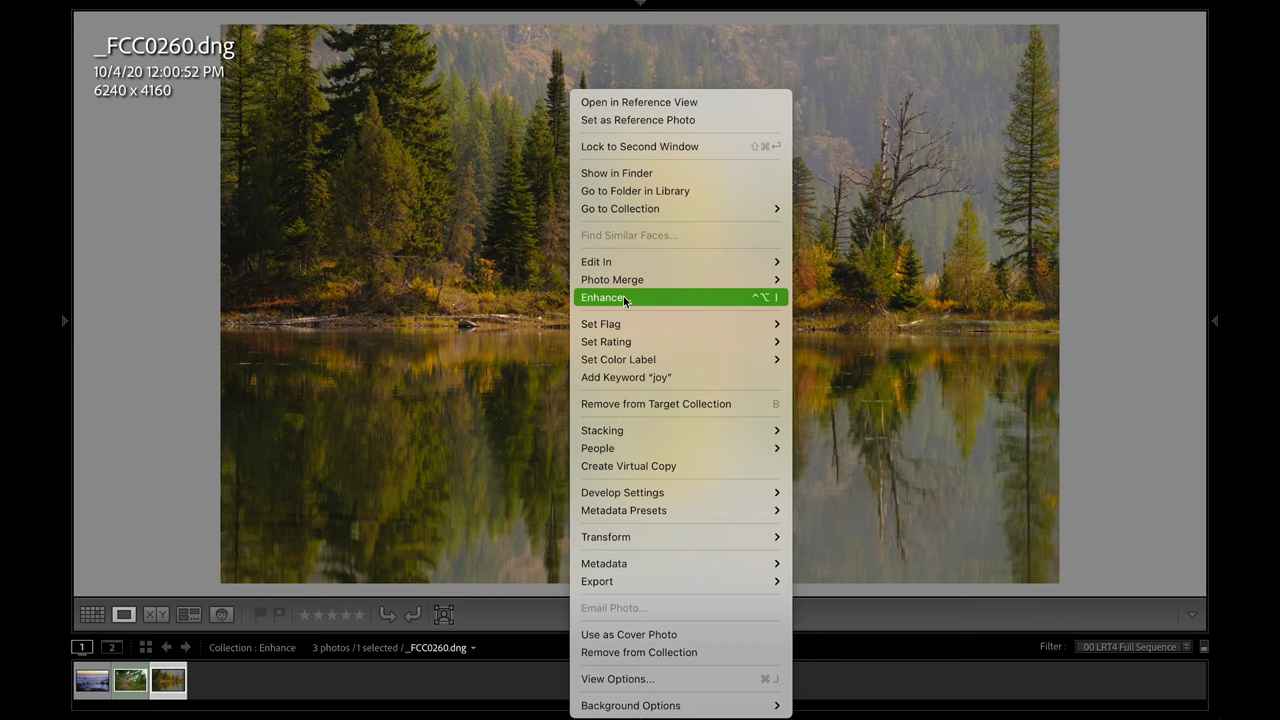 _FCC0260.dng
10/4/20 12:00:52 PM
6240 x 4160
Open in Reference View
Set as Reference Photo
Lock to Second Window ⇧⌘↩
Show in Finder
Go to Folder in Library
Go to Collection
Find Similar Faces...
Edit In
Photo Merge
Enhance... ^⌥ I
Set Flag
Set Rating
Set Color Label
Add Keyword “joy”
Remove from Target Collection B
Stacking
People
Create Virtual Copy
Develop Settings
Metadata Presets
Transform
Metadata
Export
Email Photo...
Use as Cover Photo
Remove from Collection
View Options... ⌘ J
Background Options
X Y
1 2 Collection : Enhance 3 photos /1 selected / _FCC0260.dng Filter : 00 LRT4 Full Sequence